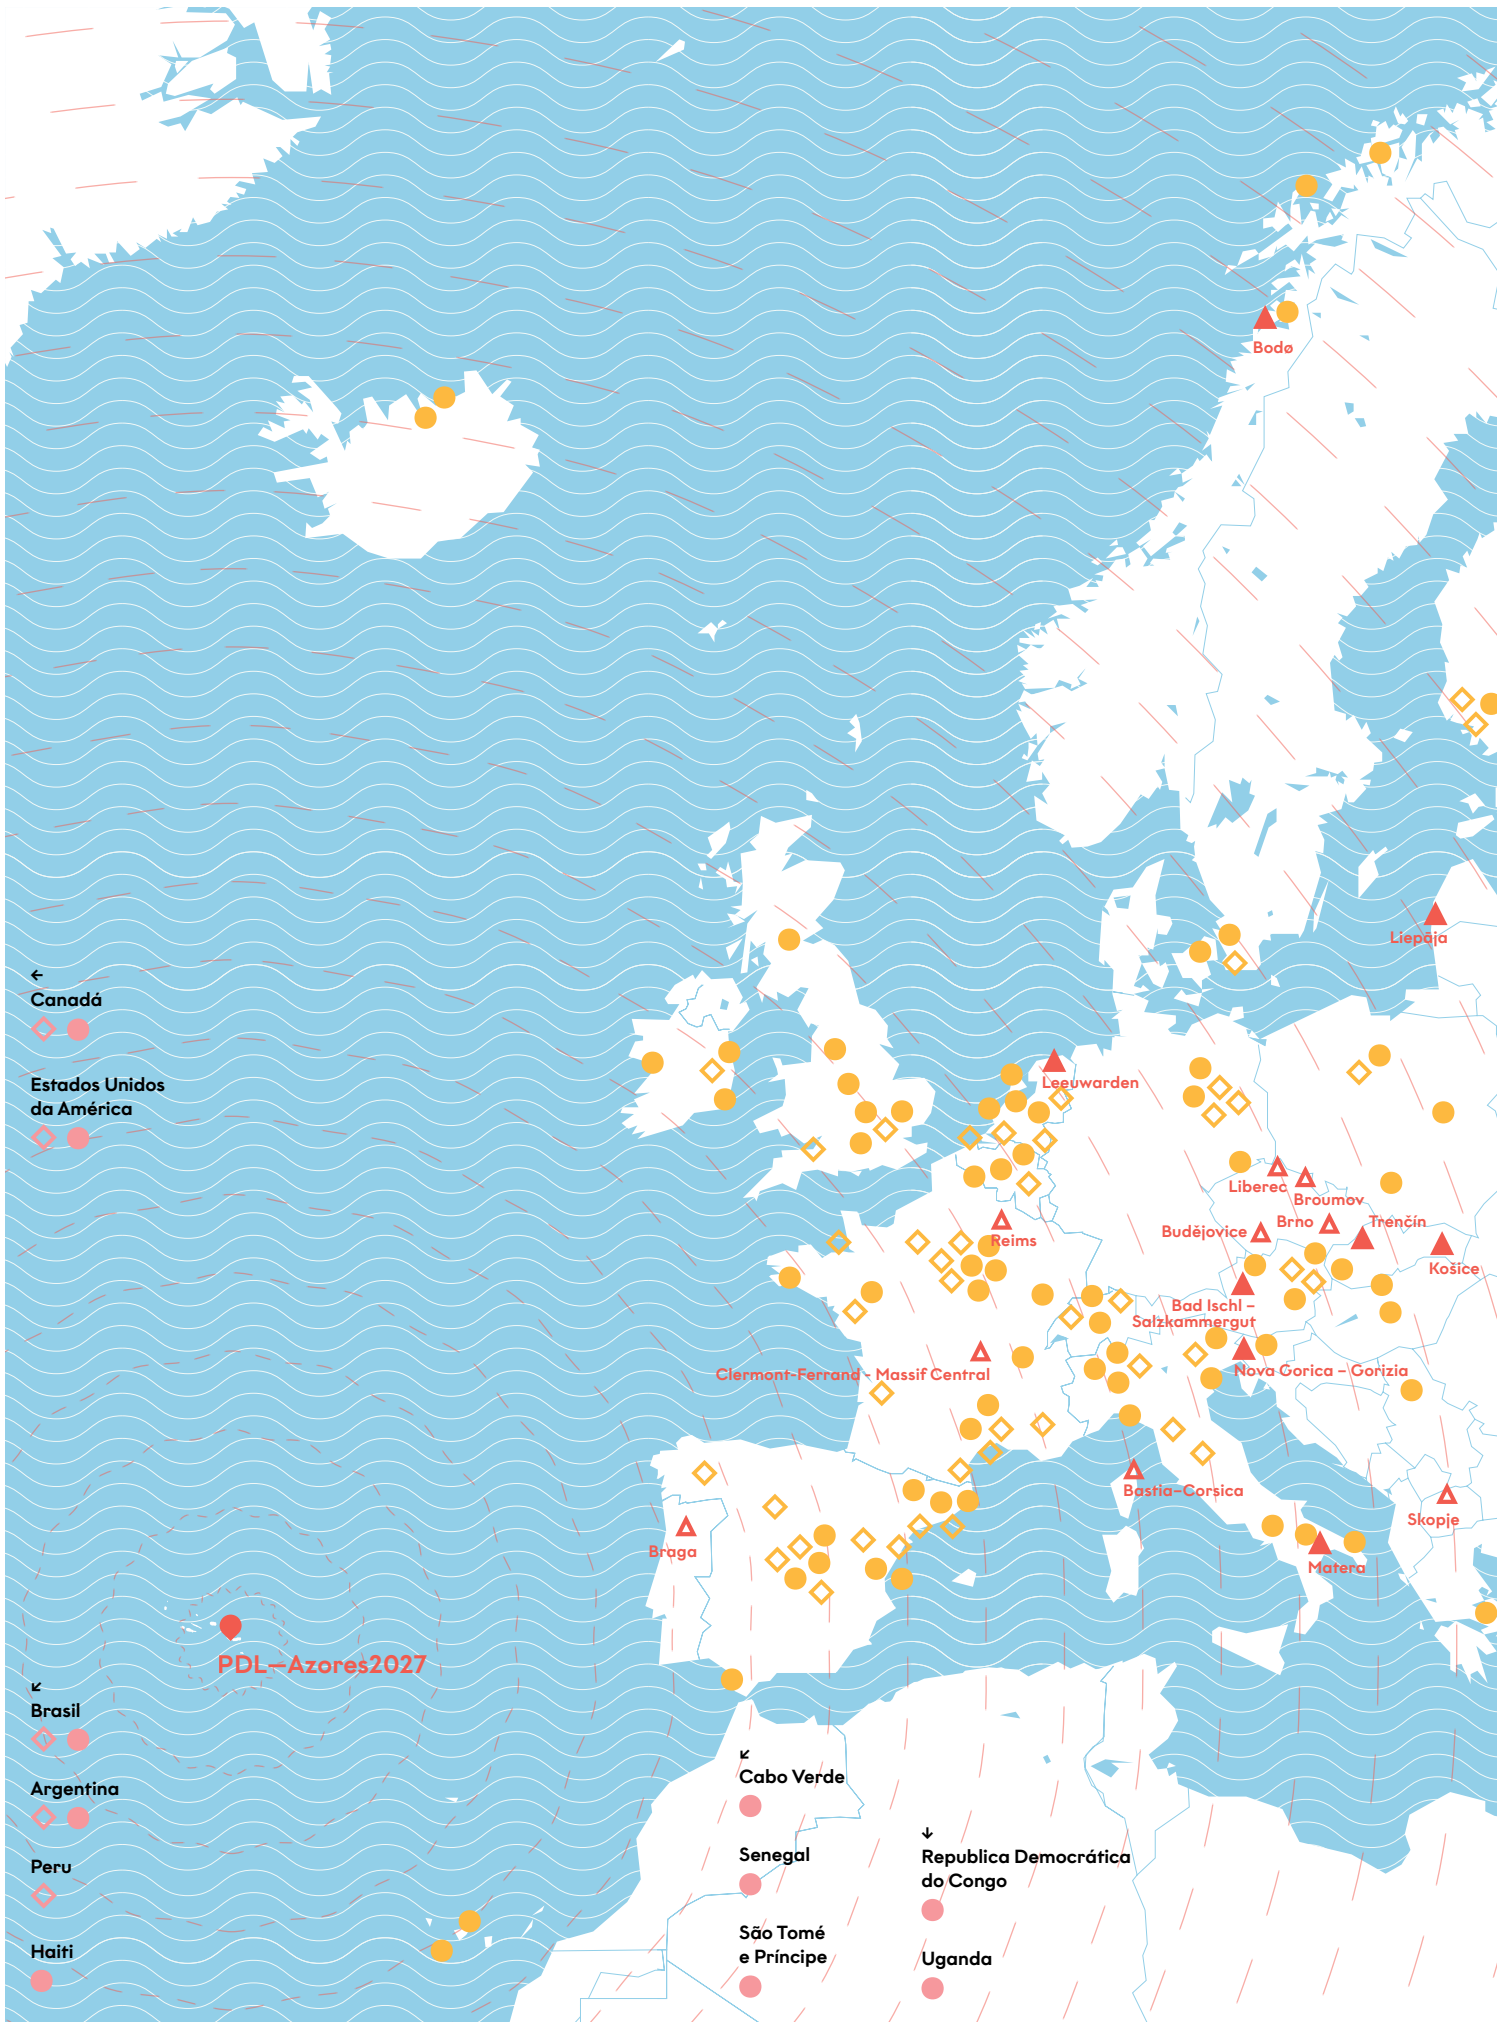 Bodø
Liepāja
←
Canadá
Estados Unidos
da América
Leeuwarden
Liberec
Broumov
Budějovice
Brno
Trenčín
Reims
Košice
Bad Ischl –
Salzkammergut
Clermont-Ferrand - Massif Central
Nova Gorica – Gorizia
Bastia–Corsica
Skopje
Braga
Matera
PDL—Azores2027
↙
Brasil
Argentina
Peru
Haiti
↙
Cabo Verde
Senegal
São Tomé
e Príncipe
↓
Republica Democrática
do Congo
Uganda